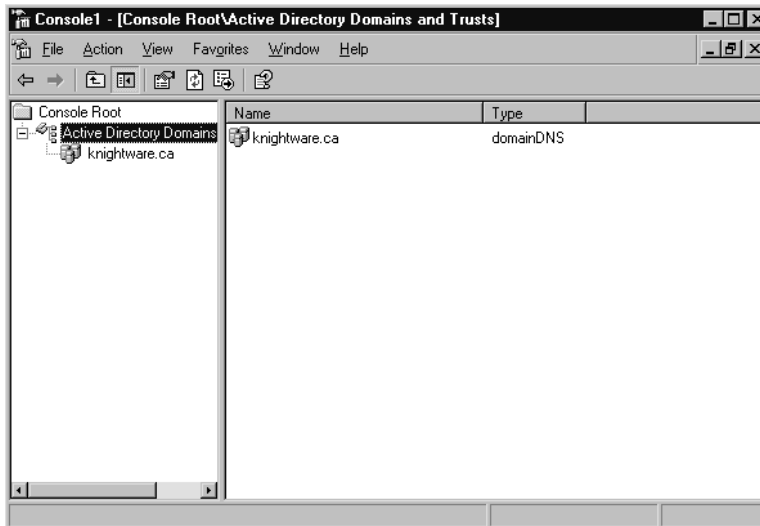 Console1 - [Console Root\Active Directory Domains and Trusts]
File Action View Favorites Window Help
Console Root
Active Directory Domains
knightware.ca
Name Type
knightware.ca domainDNS